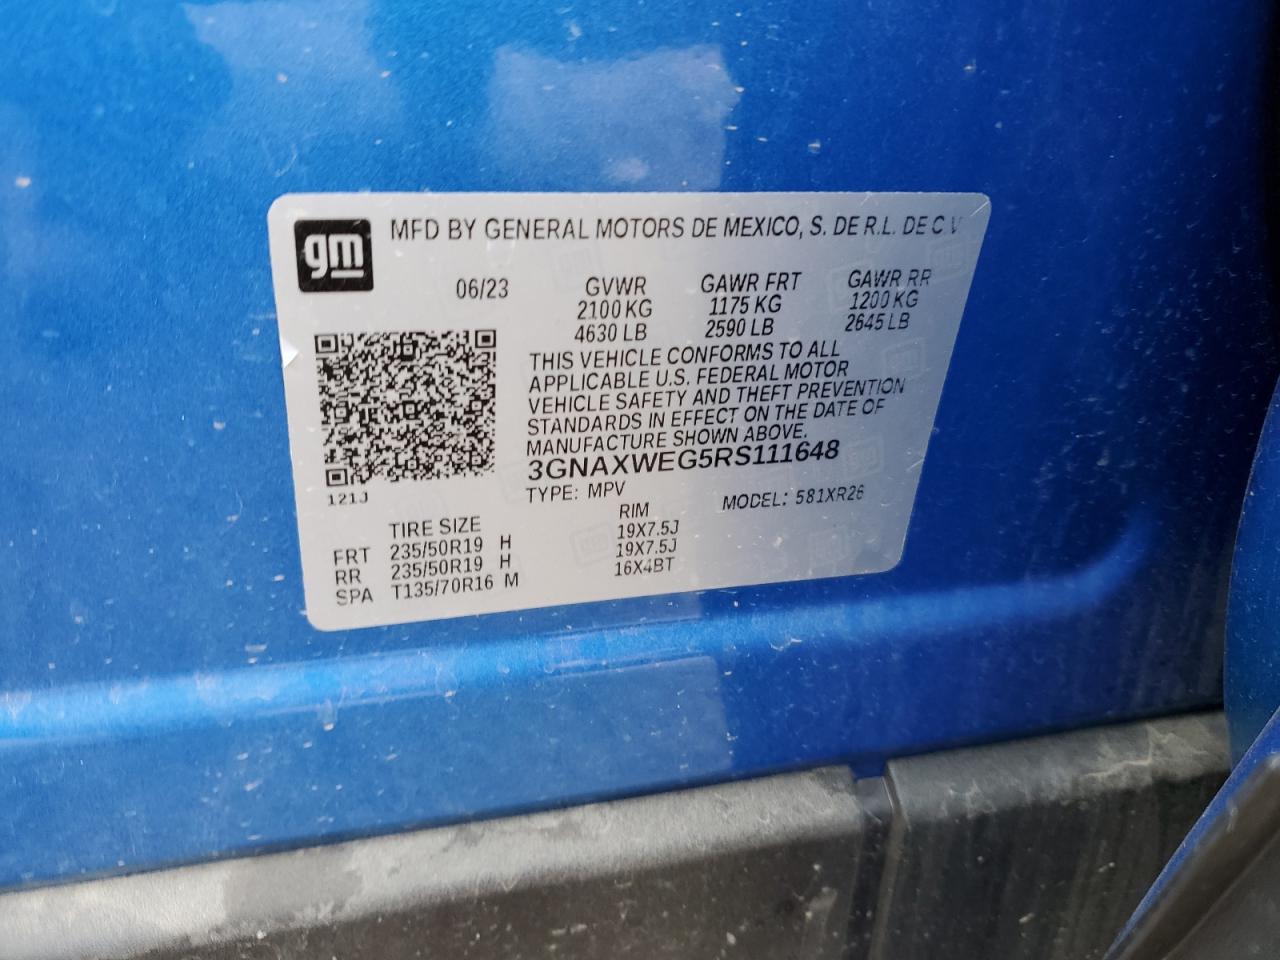 gm
MFD BY GENERAL MOTORS DE MEXICO, S. DE R.L. DE C.V
06/23
GVWR GAWR FRT GAWR RR
2100 KG 1175 KG 1200 KG
4630 LB 2590 LB 2645 LB
THIS VEHICLE CONFORMS TO ALL
APPLICABLE U.S. FEDERAL MOTOR
VEHICLE SAFETY AND THEFT PREVENTION
STANDARDS IN EFFECT ON THE DATE OF
MANUFACTURE SHOWN ABOVE.
3GNAXWEG5RS111648
TYPE: MPV MODEL: 581XR26
121J
TIRE SIZE RIM
FRT 235/50R19 H 19X7.5J
RR 235/50R19 H 19X7.5J
SPA T135/70R16 M 16X4BT